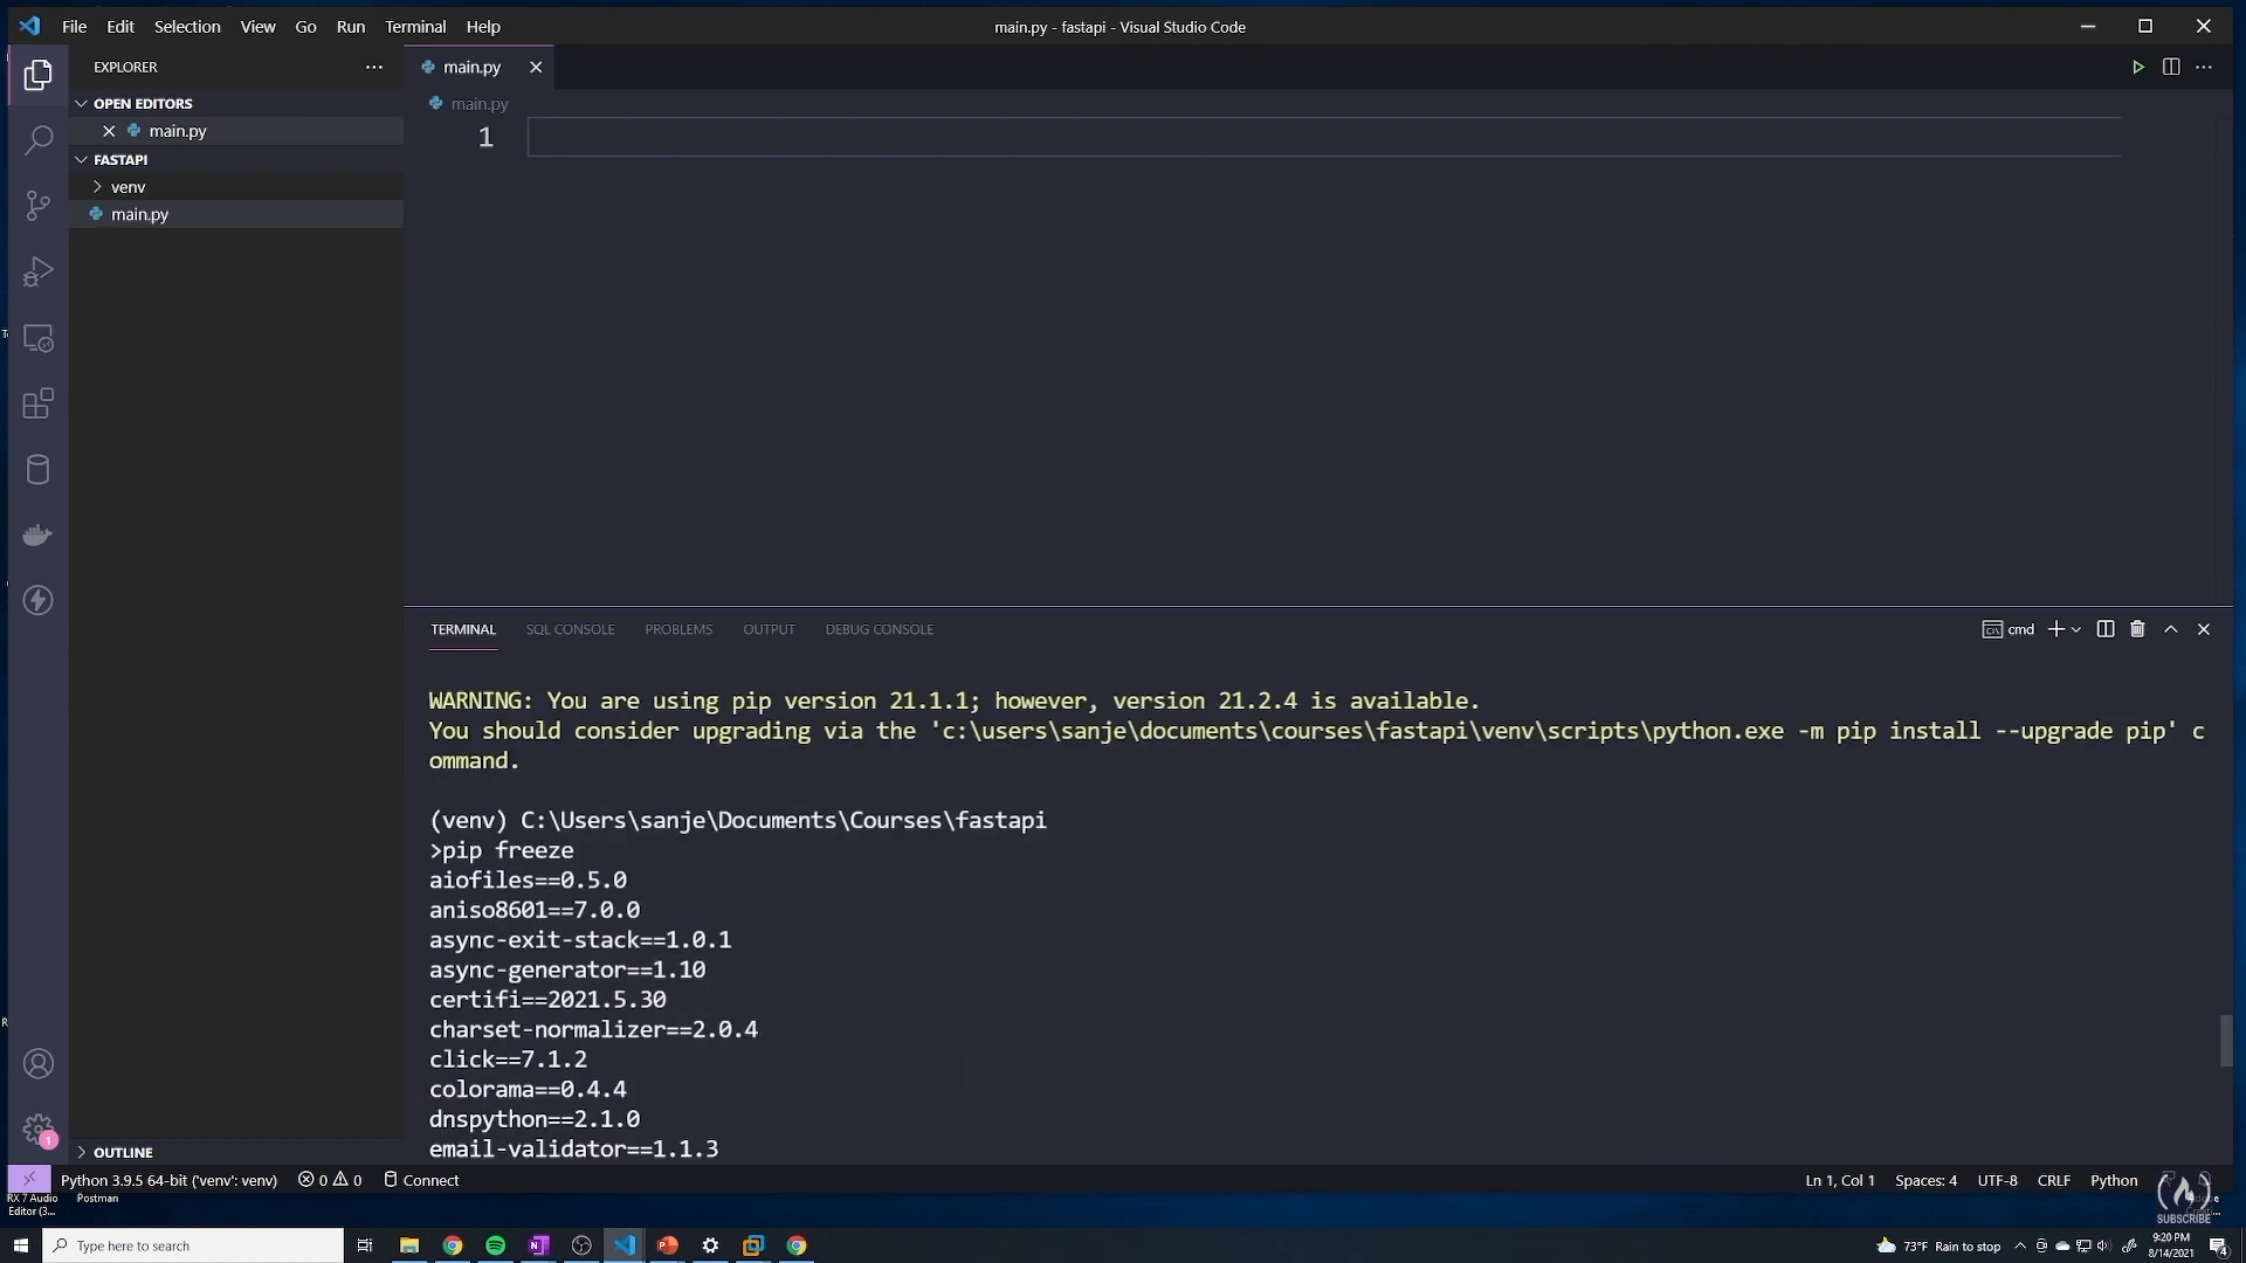 File Edit Selection View Go Run Terminal Help
main.py - fastapi - Visual Studio Code
EXPLORER
main.py
OPEN EDITORS
main.py
main.py
1
FASTAPI
venv
main.py
TERMINAL SQL CONSOLE PROBLEMS OUTPUT DEBUG CONSOLE
cmd
WARNING: You are using pip version 21.1.1; however, version 21.2.4 is available.
You should consider upgrading via the 'c:\users\sanje\documents\courses\fastapi\venv\scripts\python.exe -m pip install --upgrade pip' c
ommand.
(venv) C:\Users\sanje\Documents\Courses\fastapi
>pip freeze
aiofiles==0.5.0
aniso8601==7.0.0
async-exit-stack==1.0.1
async-generator==1.10
certifi==2021.5.30
charset-normalizer==2.0.4
click==7.1.2
colorama==0.4.4
dnspython==2.1.0
email-validator==1.1.3
1
OUTLINE
Python 3.9.5 64-bit ('venv': venv) 0 0 Connect
Ln 1, Col 1 Spaces: 4 UTF-8 CRLF Python
RX 7 Audio
Editor (3...
Postman
SUBSCRIBE
Type here to search
73°F Rain to stop
9:20 PM
8/14/2021
4